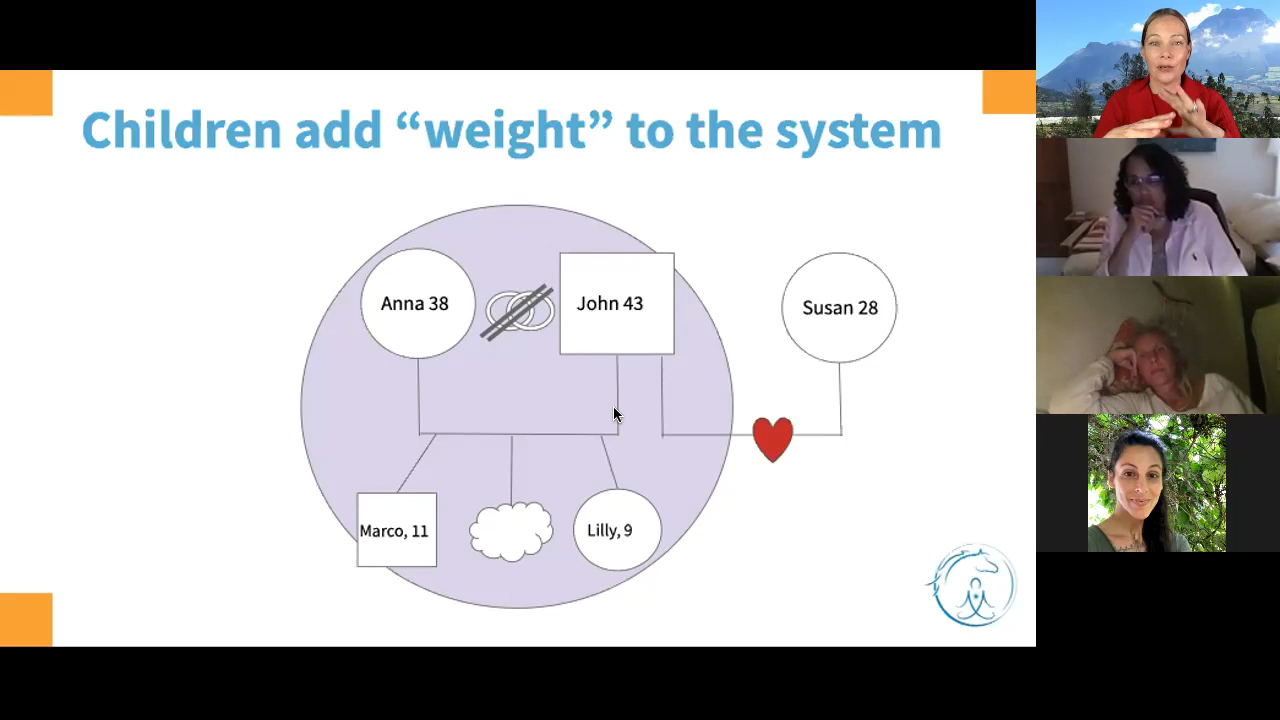 Children add “weight” to the system
Anna 38
John 43
Susan 28
Marco, 11
Lilly, 9